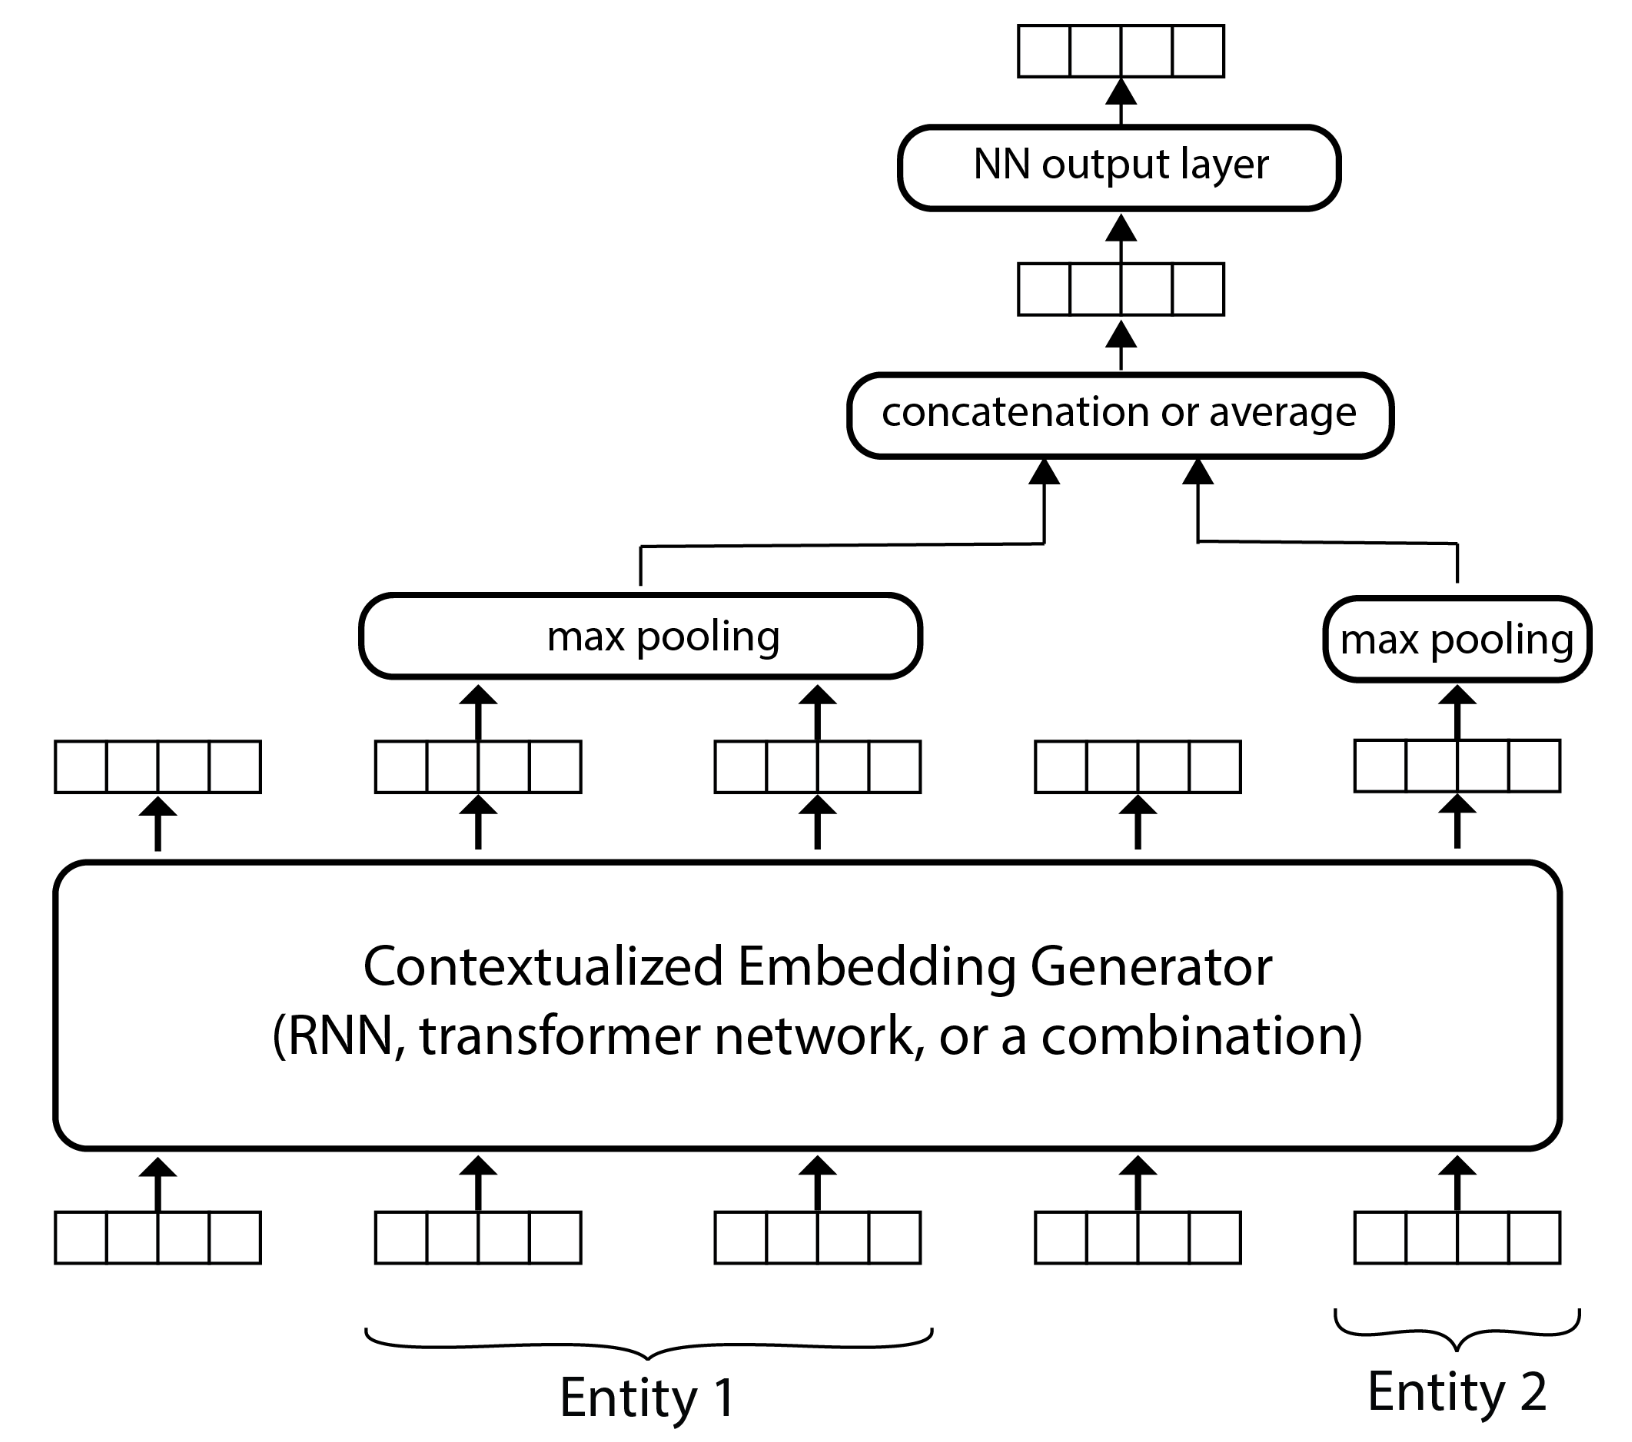 NN output layer
concatenation or average
max pooling
max pooling
Contextualized Embedding Generator
(RNN, transformer network, or a combination)
Entity 1
Entity 2